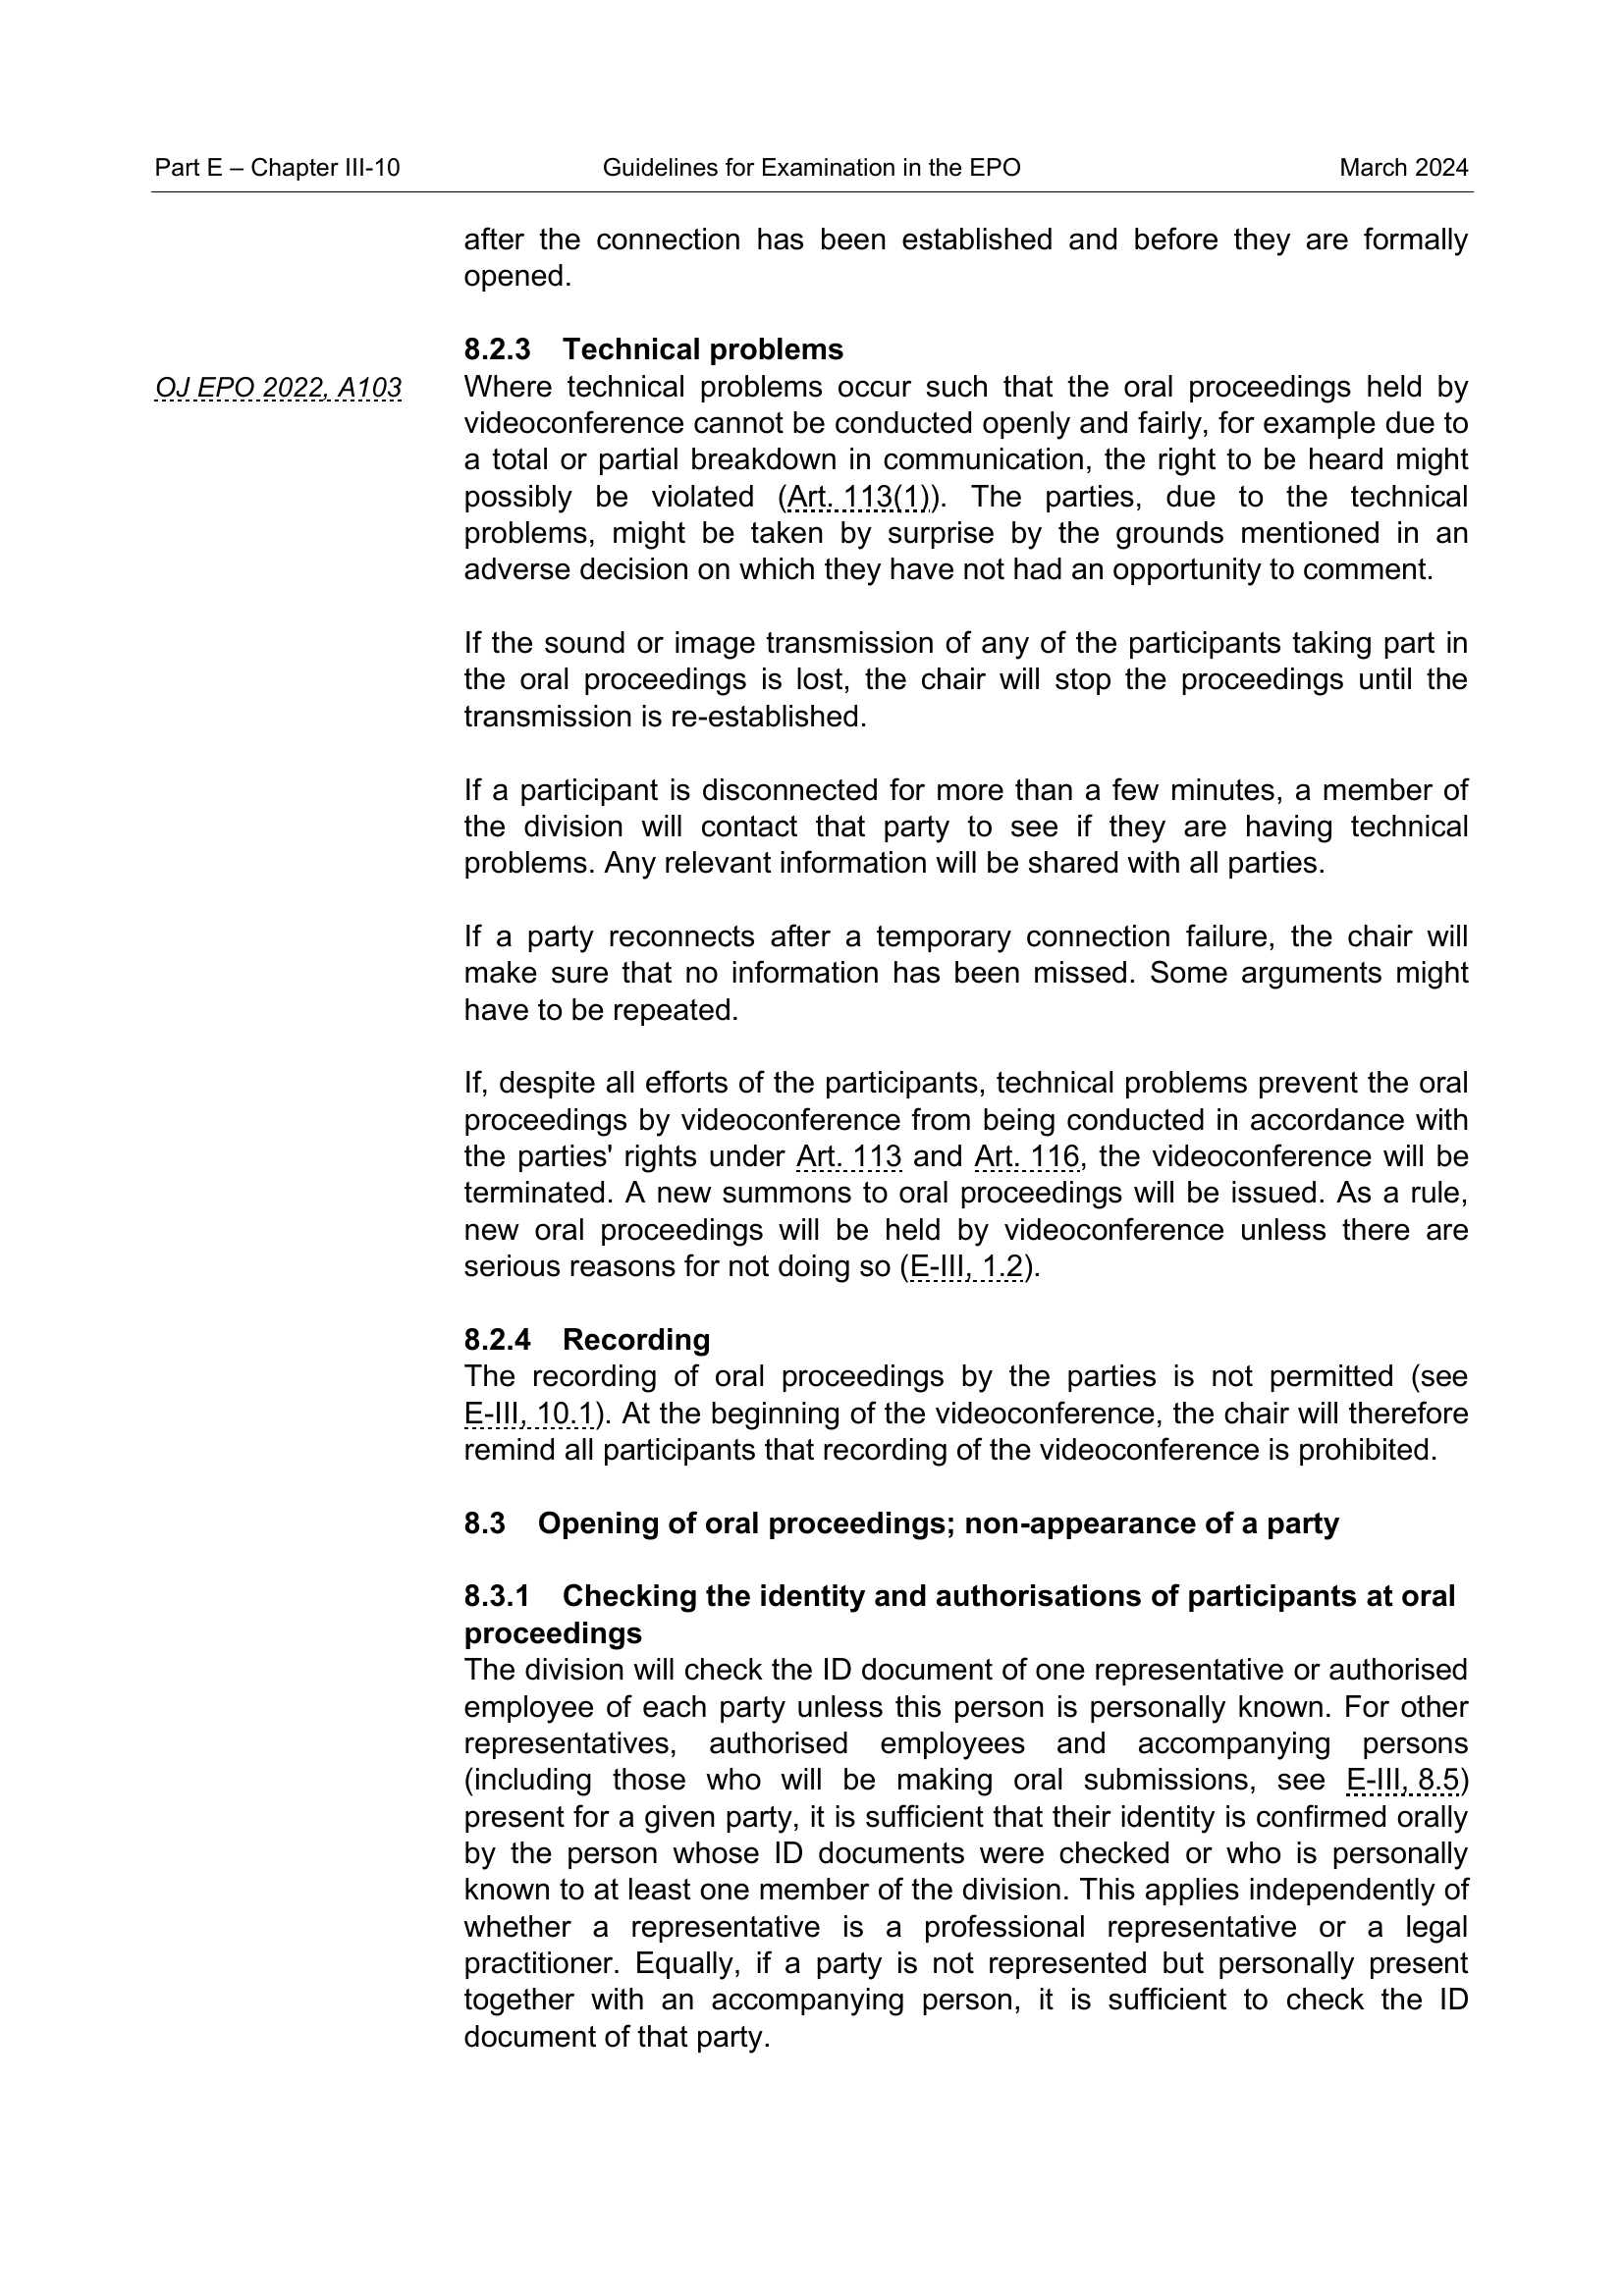 Part E – Chapter III-10 Guidelines for Examination in the EPO March 2024
after the connection has been established and before they are formally
opened.
8.2.3 Technical problems
OJ EPO 2022, A103
Where technical problems occur such that the oral proceedings held by
videoconference cannot be conducted openly and fairly, for example due to
a total or partial breakdown in communication, the right to be heard might
possibly be violated (Art. 113(1)). The parties, due to the technical
problems, might be taken by surprise by the grounds mentioned in an
adverse decision on which they have not had an opportunity to comment.
If the sound or image transmission of any of the participants taking part in
the oral proceedings is lost, the chair will stop the proceedings until the
transmission is re-established.
If a participant is disconnected for more than a few minutes, a member of
the division will contact that party to see if they are having technical
problems. Any relevant information will be shared with all parties.
If a party reconnects after a temporary connection failure, the chair will
make sure that no information has been missed. Some arguments might
have to be repeated.
If, despite all efforts of the participants, technical problems prevent the oral
proceedings by videoconference from being conducted in accordance with
the parties' rights under Art. 113 and Art. 116, the videoconference will be
terminated. A new summons to oral proceedings will be issued. As a rule,
new oral proceedings will be held by videoconference unless there are
serious reasons for not doing so (E-III, 1.2).
8.2.4 Recording
The recording of oral proceedings by the parties is not permitted (see
E-III, 10.1). At the beginning of the videoconference, the chair will therefore
remind all participants that recording of the videoconference is prohibited.
8.3 Opening of oral proceedings; non-appearance of a party
8.3.1 Checking the identity and authorisations of participants at oral
proceedings
The division will check the ID document of one representative or authorised
employee of each party unless this person is personally known. For other
representatives, authorised employees and accompanying persons
(including those who will be making oral submissions, see E-III, 8.5)
present for a given party, it is sufficient that their identity is confirmed orally
by the person whose ID documents were checked or who is personally
known to at least one member of the division. This applies independently of
whether a representative is a professional representative or a legal
practitioner. Equally, if a party is not represented but personally present
together with an accompanying person, it is sufficient to check the ID
document of that party.